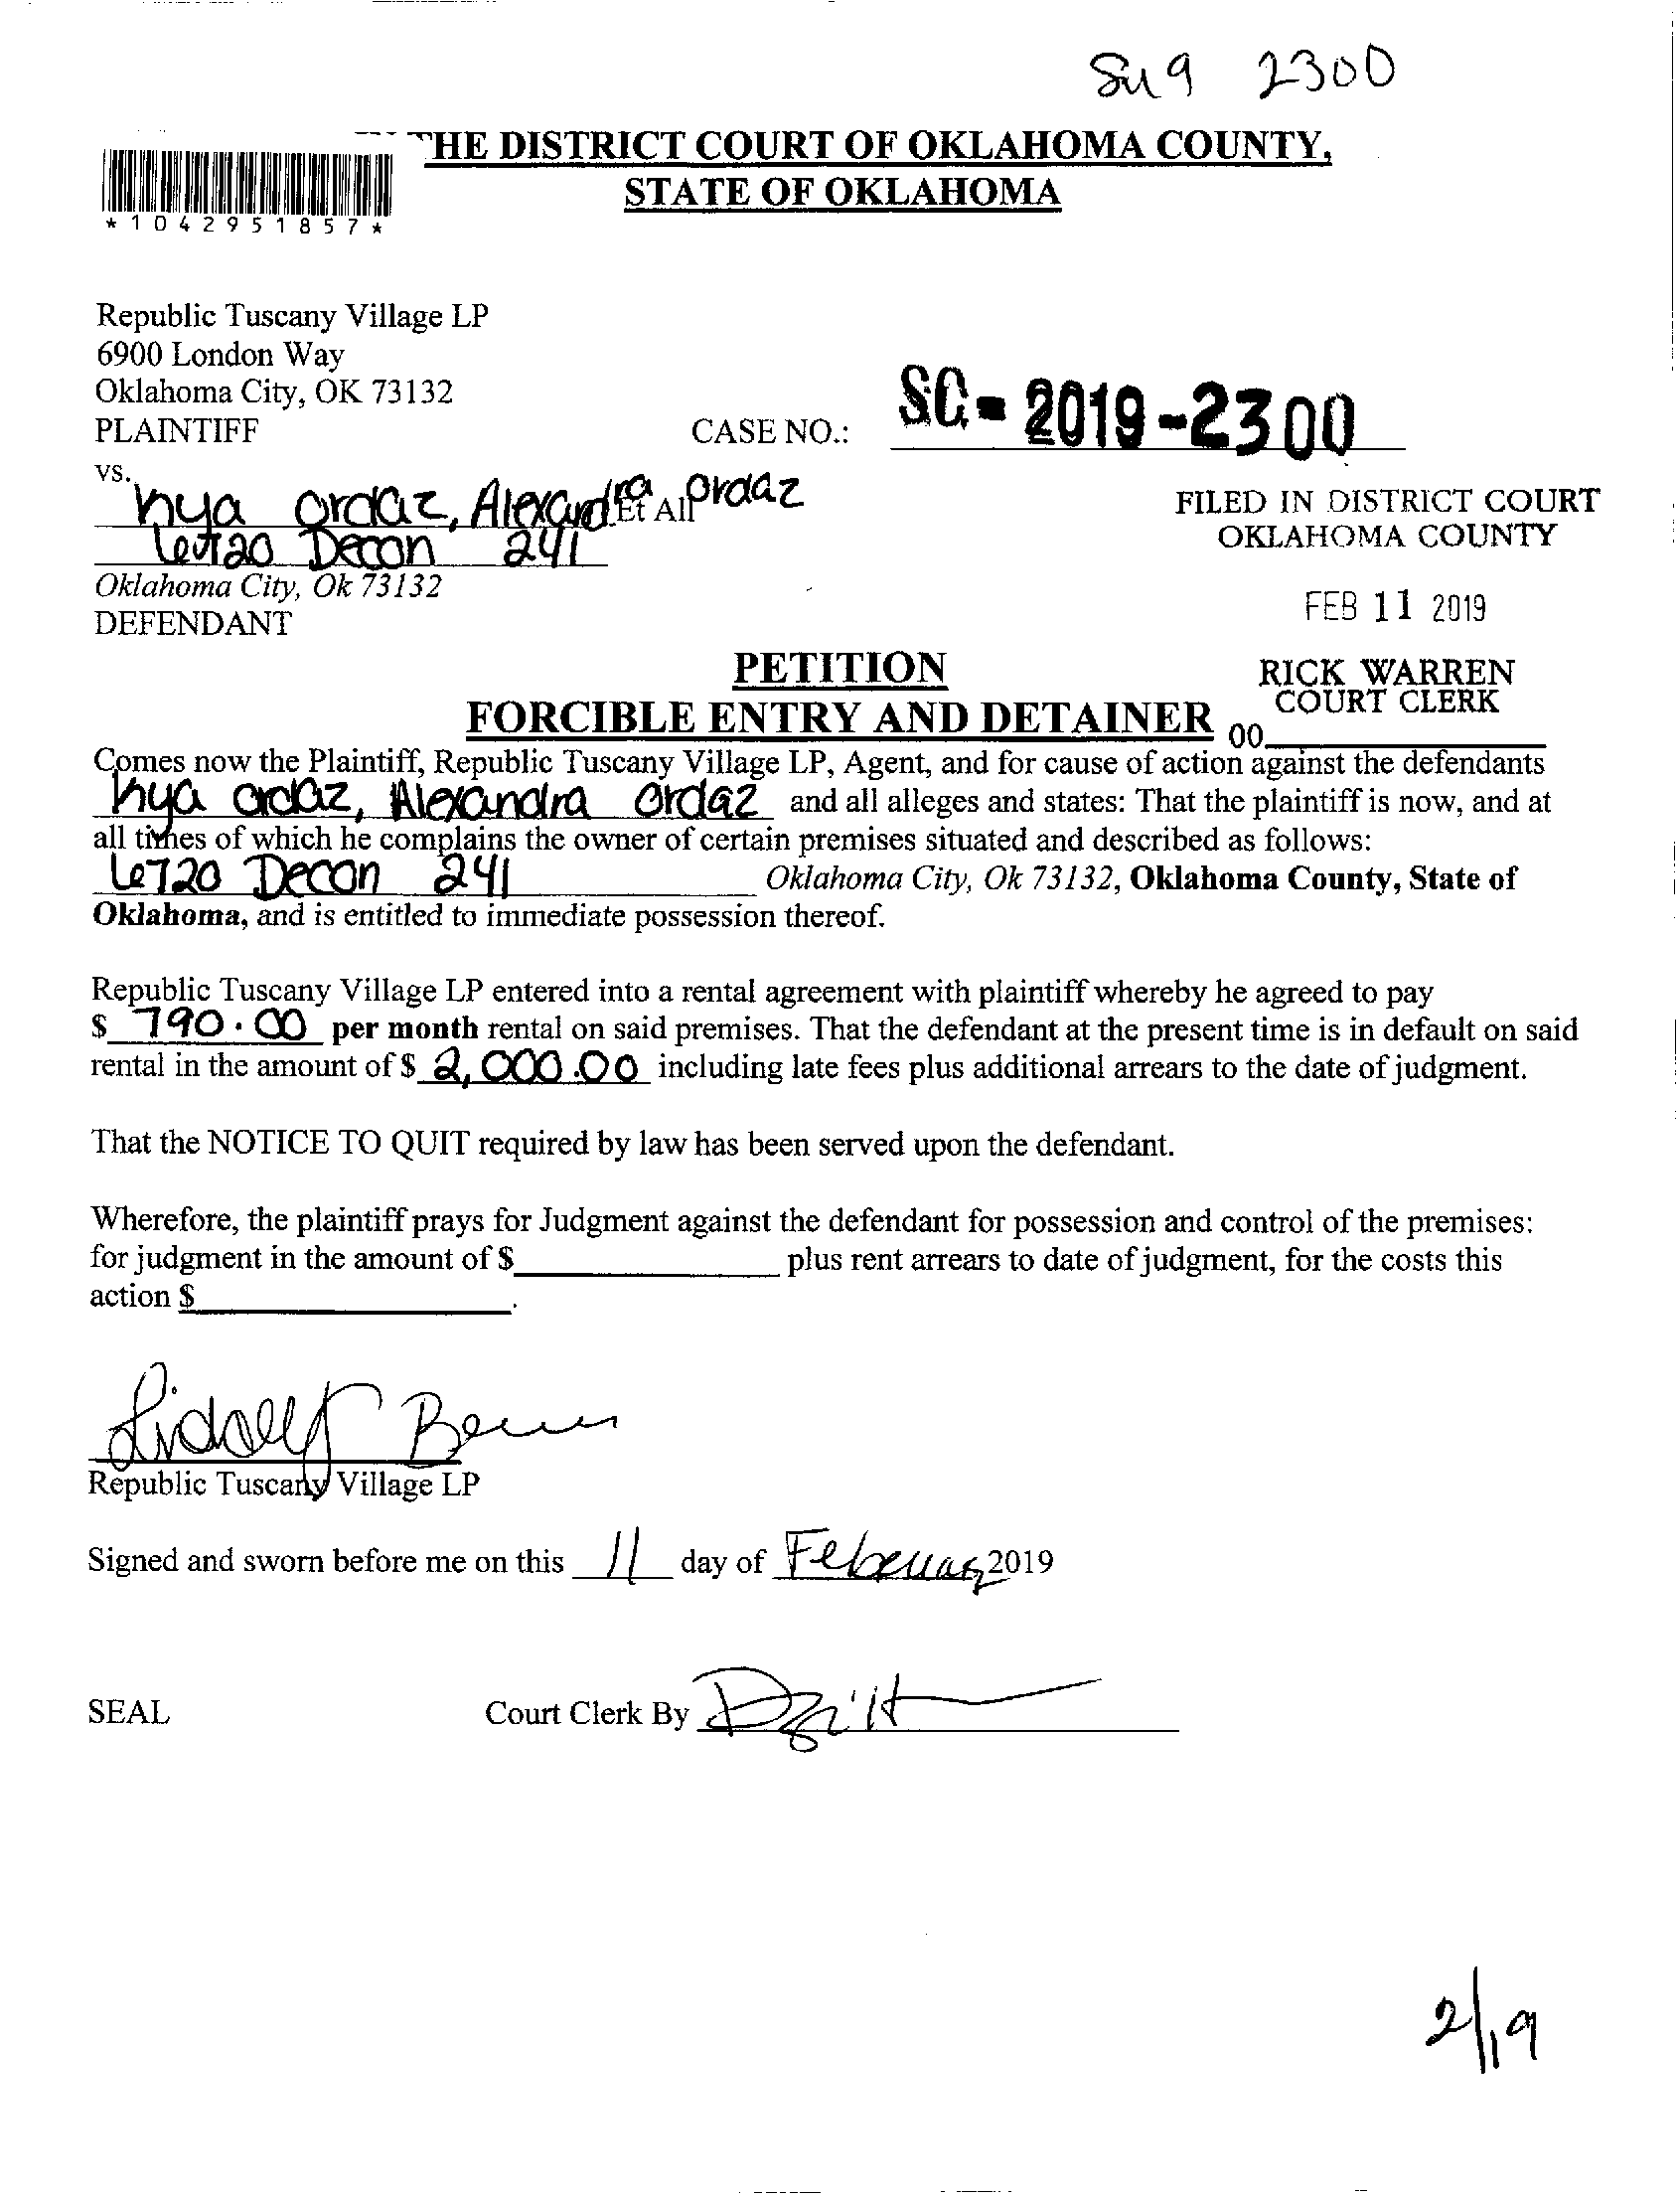 2300
THE DISTRICT COURT OF OKLAHOMA COUNTY,
STATE OF OKLAHOMA
*1042951857*
Republic Tuscany Village LP
6900 London Way
Oklahoma City, OK 73132
PLAINTIFF
CASE NO.: SC-2019-2300
vs.
Ordaz, Alexandra Ordaz
Et All
6720 Decon 241
Oklahoma City, Ok 73132
DEFENDANT
FILED IN DISTRICT COURT
OKLAHOMA COUNTY
FEB 11 2019
RICK WARREN
COURT CLERK
00
PETITION
FORCIBLE ENTRY AND DETAINER
Comes now the Plaintiff, Republic Tuscany Village LP, Agent, and for cause of action against the defendants
Ordaz, Alexandra Ordaz and all alleges and states: That the plaintiff is now, and at
all times of which he complains the owner of certain premises situated and described as follows:
6720 Decon 241 Oklahoma City, Ok 73132, Oklahoma County, State of
Oklahoma, and is entitled to immediate possession thereof.
Republic Tuscany Village LP entered into a rental agreement with plaintiff whereby he agreed to pay
$ 790.00 per month rental on said premises. That the defendant at the present time is in default on said
rental in the amount of $ 2,000.00 including late fees plus additional arrears to the date of judgment.
That the NOTICE TO QUIT required by law has been served upon the defendant.
Wherefore, the plaintiff prays for Judgment against the defendant for possession and control of the premises:
for judgment in the amount of $ plus rent arrears to date of judgment, for the costs this
action $ .
Republic Tuscany Village LP
Signed and sworn before me on this 11 day of February 2019
SEAL
Court Clerk By
2/19